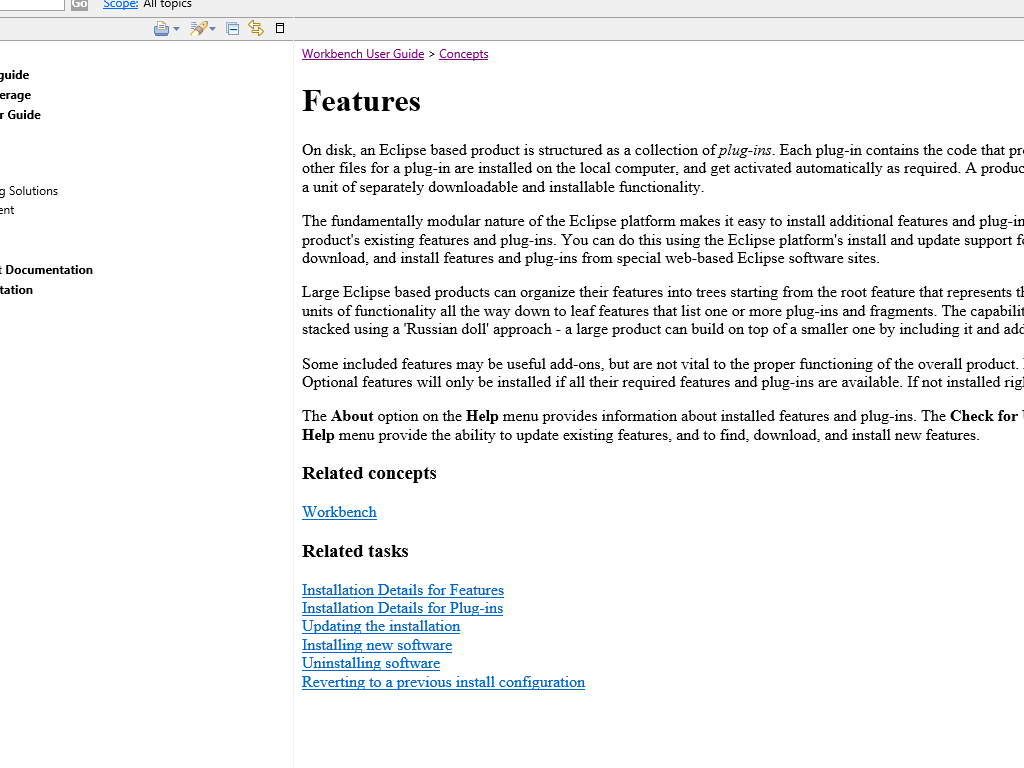 Go Scope: All topics
guide
erage
r Guide
g Solutions
ent
t Documentation
tation
Workbench User Guide > Concepts
Features
On disk, an Eclipse based product is structured as a collection of plug-ins. Each plug-in contains the code that pr
other files for a plug-in are installed on the local computer, and get activated automatically as required. A produc
a unit of separately downloadable and installable functionality.
The fundamentally modular nature of the Eclipse platform makes it easy to install additional features and plug-in
product's existing features and plug-ins. You can do this using the Eclipse platform's install and update support f
download, and install features and plug-ins from special web-based Eclipse software sites.
Large Eclipse based products can organize their features into trees starting from the root feature that represents th
units of functionality all the way down to leaf features that list one or more plug-ins and fragments. The capabilit
stacked using a 'Russian doll' approach - a large product can build on top of a smaller one by including it and add
Some included features may be useful add-ons, but are not vital to the proper functioning of the overall product.
Optional features will only be installed if all their required features and plug-ins are available. If not installed rig
The About option on the Help menu provides information about installed features and plug-ins. The Check for U
Help menu provide the ability to update existing features, and to find, download, and install new features.
Related concepts
Workbench
Related tasks
Installation Details for Features
Installation Details for Plug-ins
Updating the installation
Installing new software
Uninstalling software
Reverting to a previous install configuration